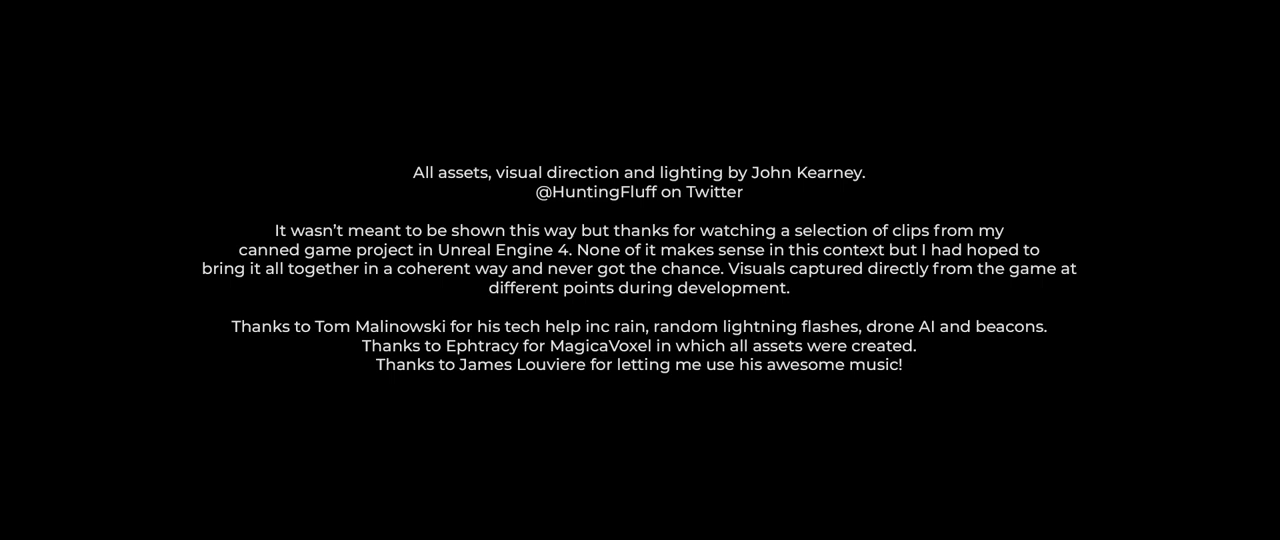 All assets, visual direction and lighting by John Kearney.
@HuntingFluff on Twitter
It wasn’t meant to be shown this way but thanks for watching a selection of clips from my
canned game project in Unreal Engine 4. None of it makes sense in this context but I had hoped to
bring it all together in a coherent way and never got the chance. Visuals captured directly from the game at
different points during development.
Thanks to Tom Malinowski for his tech help inc rain, random lightning flashes, drone AI and beacons.
Thanks to Ephtracy for MagicaVoxel in which all assets were created.
Thanks to James Louviere for letting me use his awesome music!